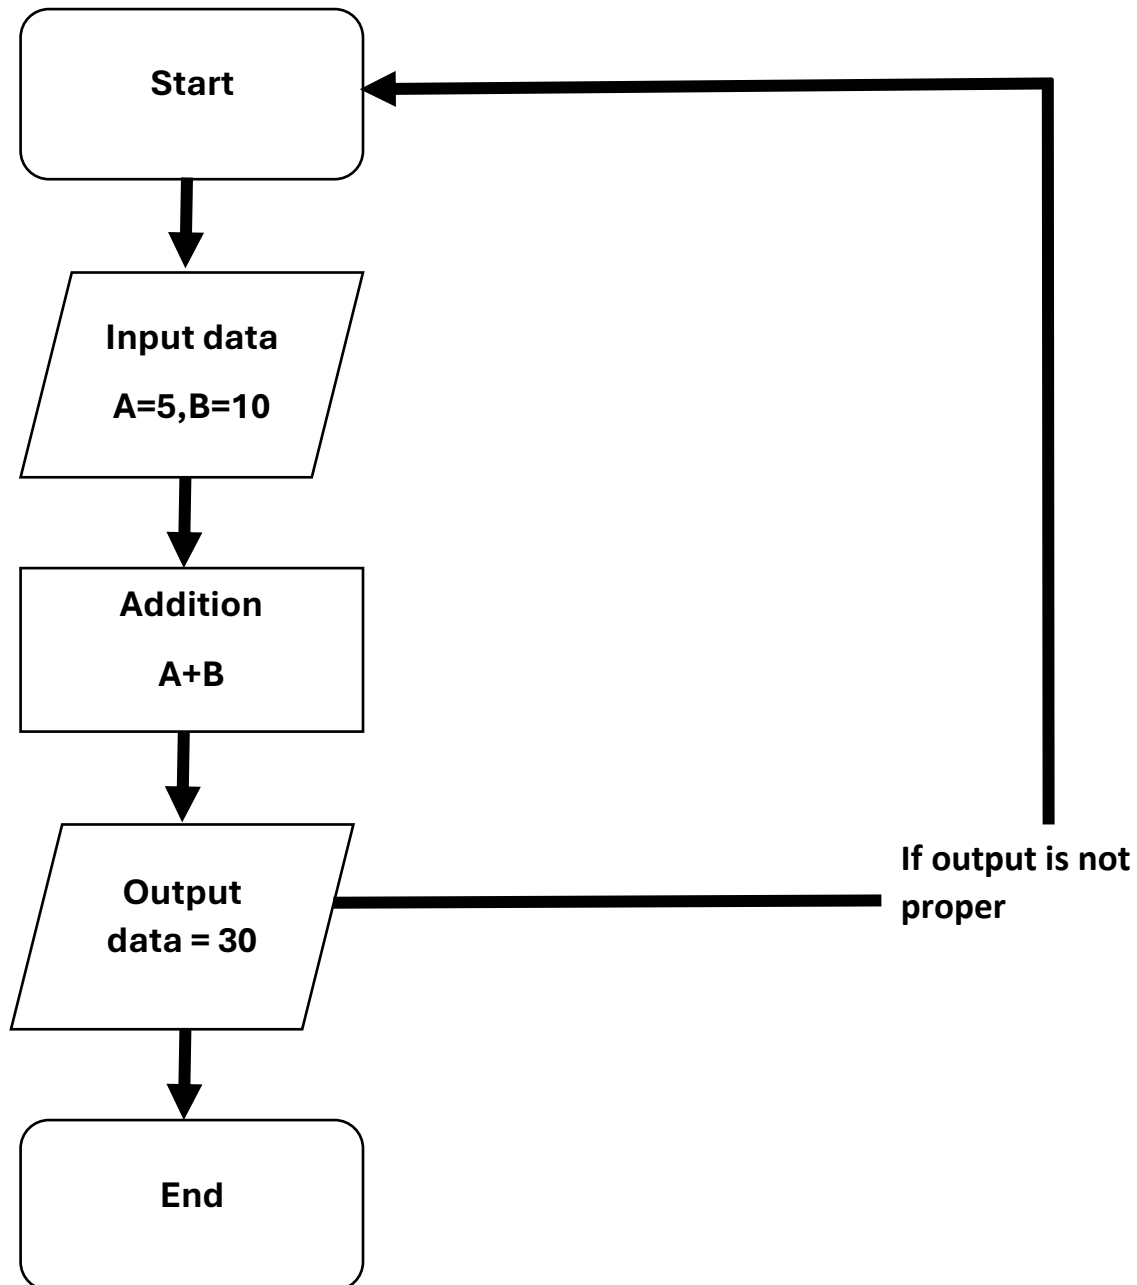 Start
Input data
A=5,B=10
Addition
A+B
Output
data = 30
If output is not
proper
End